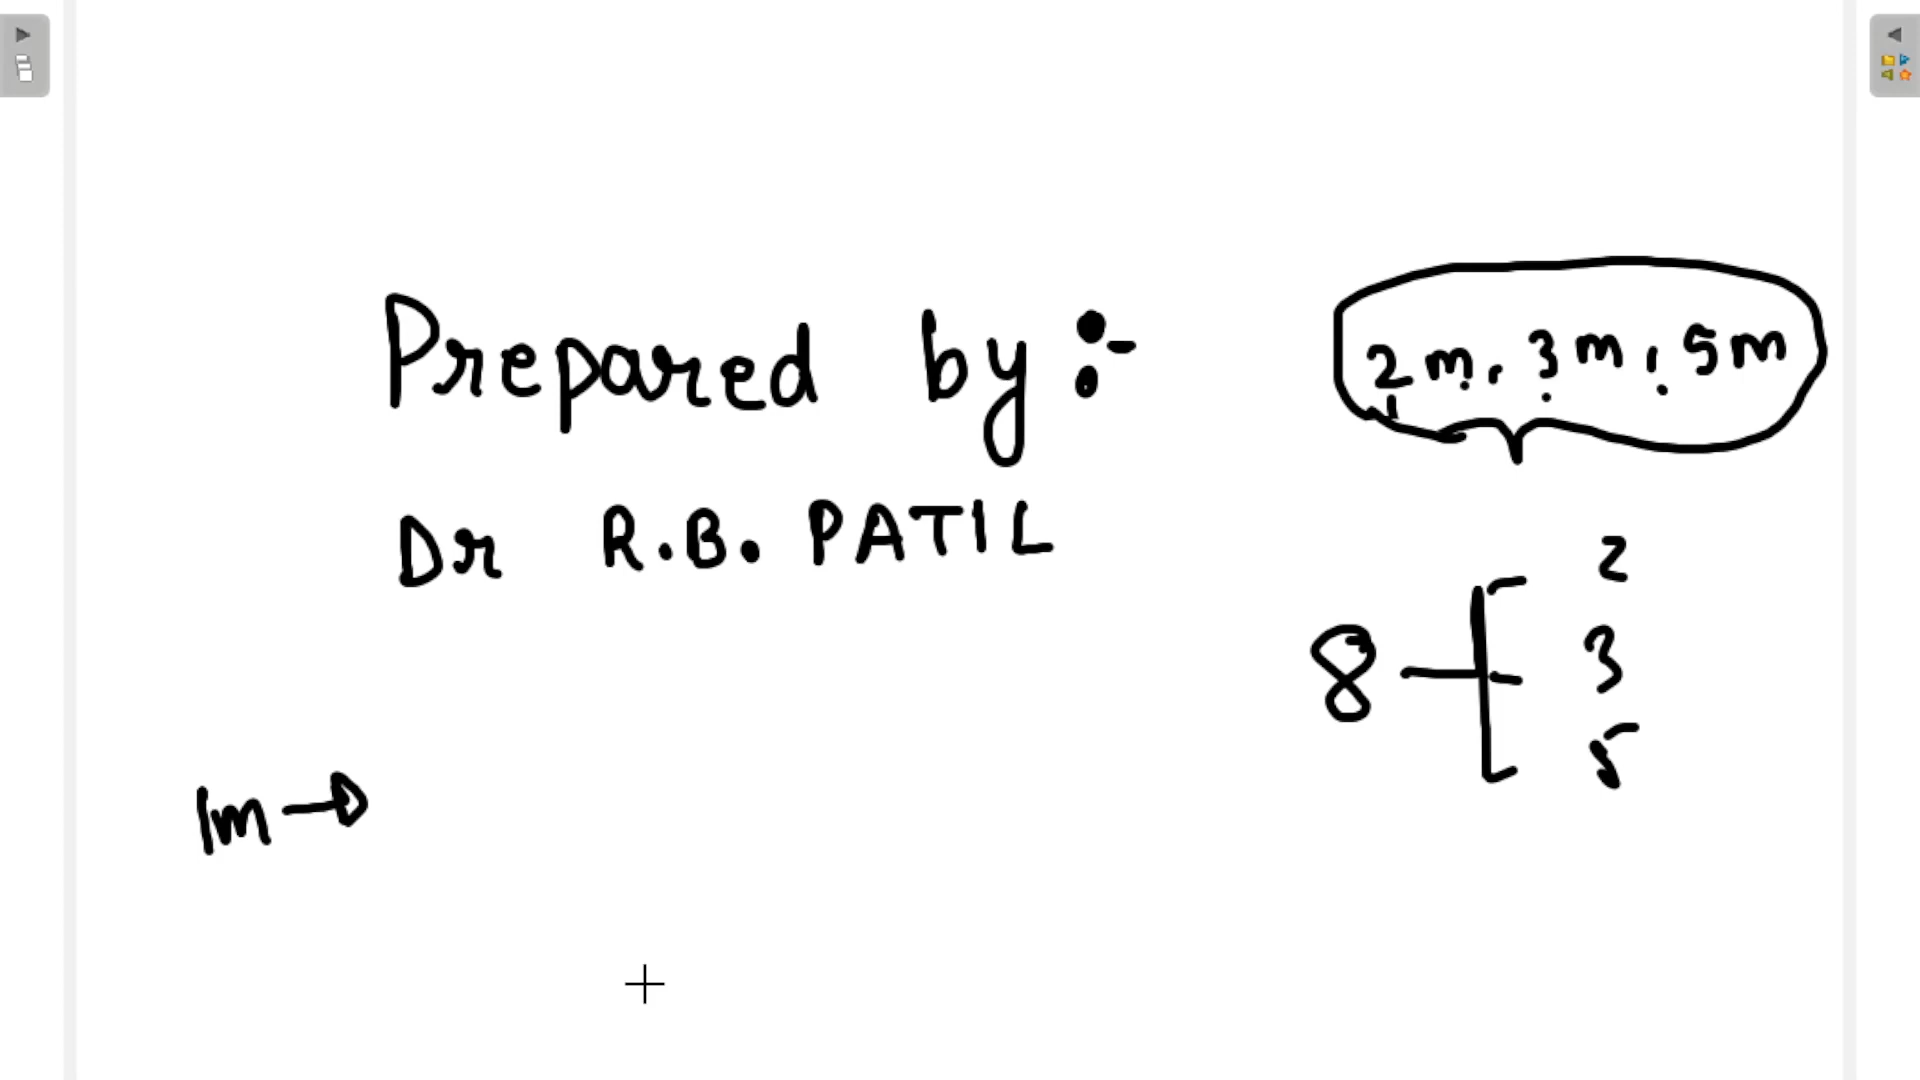 Prepared by :-
2m, 3m, 5m
Dr R.B. PATIL
2
8 3
5
1m →